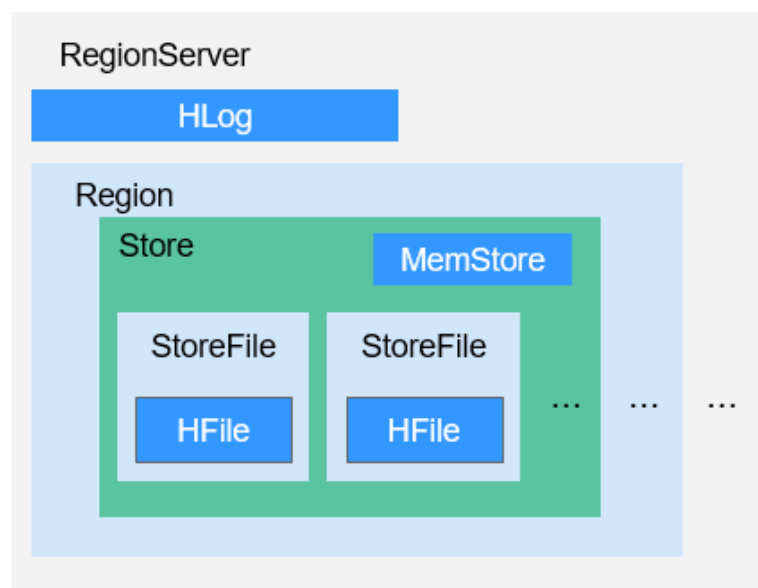 RegionServer
HLog
Region
Store
MemStore
StoreFile StoreFile
HFile HFile
... ... ...